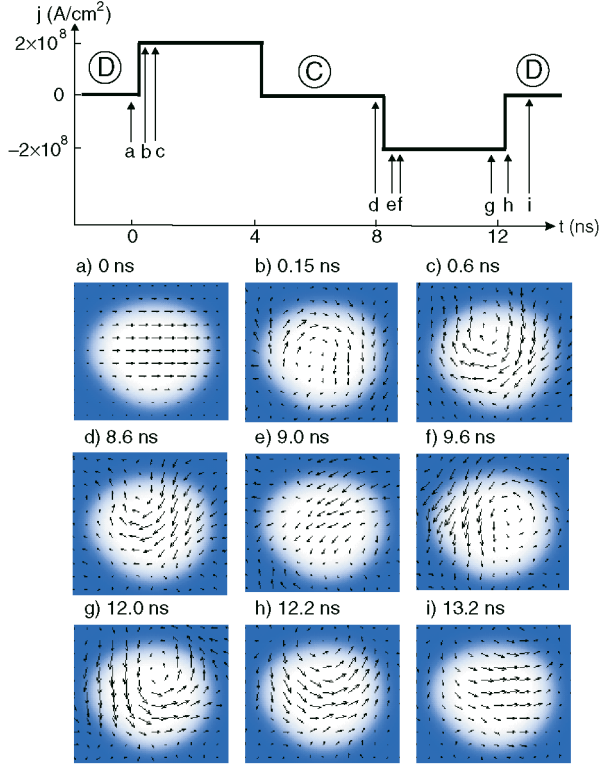 j (A/cm²)
2×10⁸
0
−2×10⁸
D
C
D
a b c
d e f
g h i
0 4 8 12 t (ns)
a) 0 ns b) 0.15 ns c) 0.6 ns
d) 8.6 ns e) 9.0 ns f) 9.6 ns
g) 12.0 ns h) 12.2 ns i) 13.2 ns